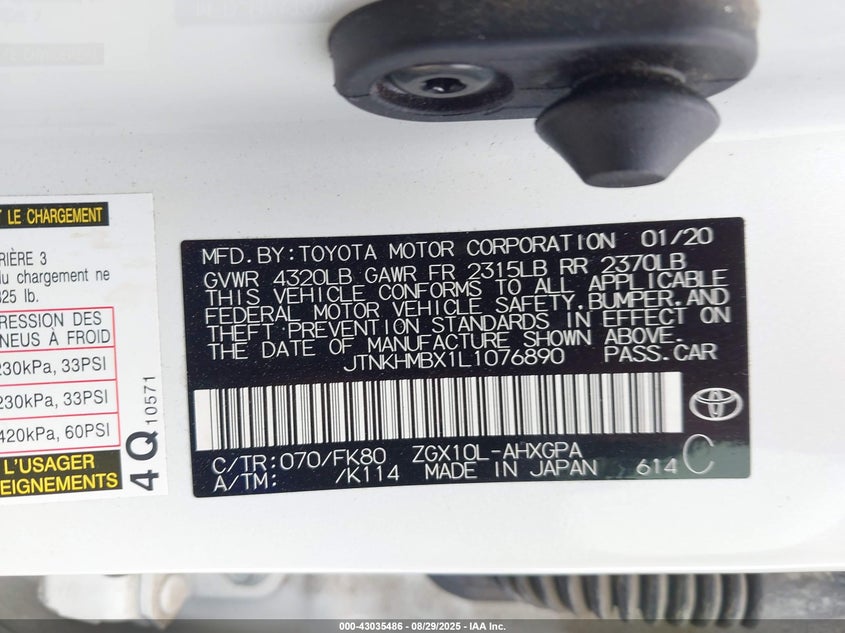 T LE CHARGEMENT
RIÈRE 3
u chargement ne
825 lb.
RESSION DES
NEUS À FROID
230kPa, 33PSI
230kPa, 33PSI
420kPa, 60PSI
L'USAGER
EIGNEMENTS
4Q 10571
MFD.BY:TOYOTA MOTOR CORPORATION 01/20
GVWR 4320LB GAWR FR 2315LB RR 2370LB
THIS VEHICLE CONFORMS TO ALL APPLICABLE
FEDERAL MOTOR VEHICLE SAFETY,BUMPER,AND
THEFT PREVENTION STANDARDS IN EFFECT ON
THE DATE OF MANUFACTURE SHOWN ABOVE.
JTNKHMBX1L1076890 PASS.CAR
C/TR:070/FK80 ZGX10L-AHXGPA
A/TM: /K114 MADE IN JAPAN 614 C
000-43035486 - 08/29/2025 - IAA Inc.